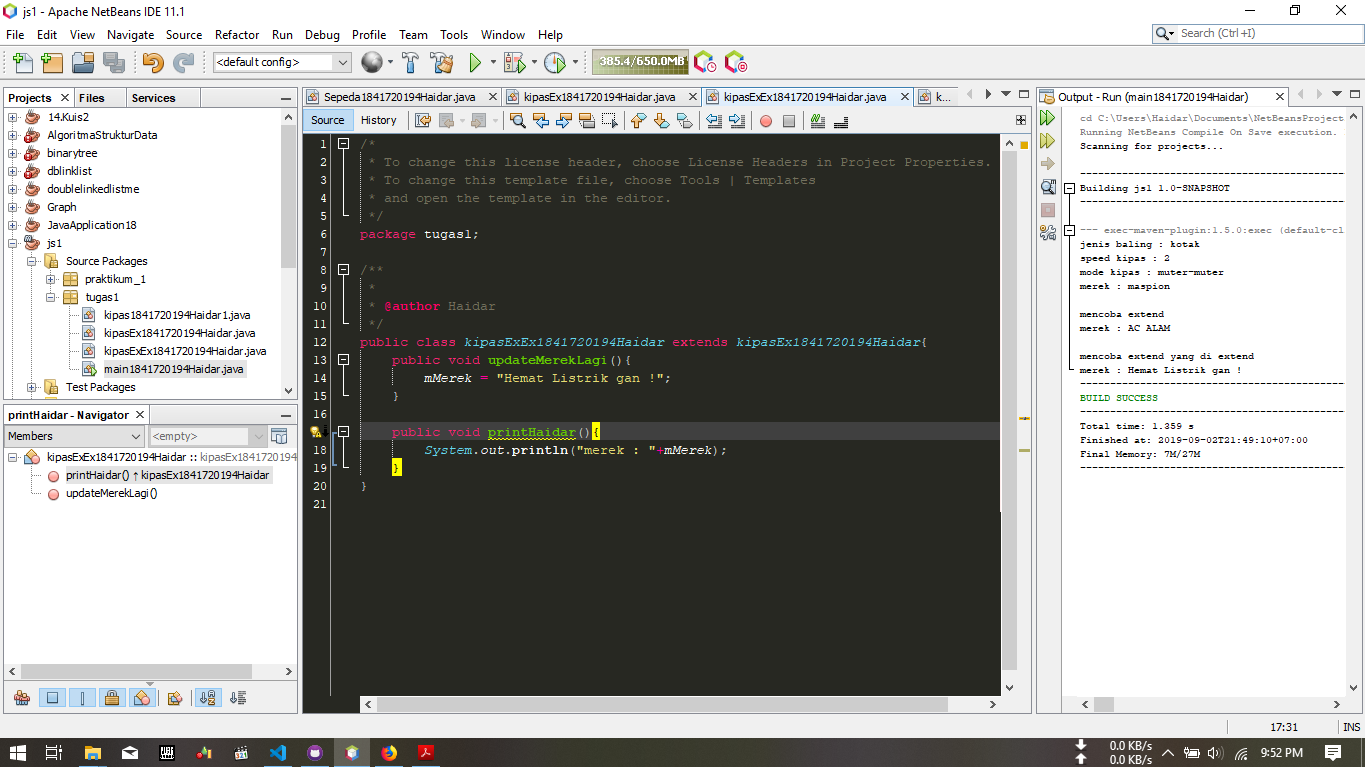 js1 - Apache NetBeans IDE 11.1
File Edit View Navigate Source Refactor Run Debug Profile Team Tools Window Help
Search (Ctrl+I)
<default config>
385.4/650.0MB
Projects Files Services
14.Kuis2
AlgoritmaStrukturData
binarytree
dblinklist
doublelinkedlistme
Graph
JavaApplication18
js1
Source Packages
praktikum_1
tugas1
kipas1841720194Haidar1.java
kipasEx1841720194Haidar.java
kipasExEx1841720194Haidar.java
main1841720194Haidar.java
Test Packages
printHaidar - Navigator
Members
<empty>
kipasExEx1841720194Haidar :: kipasEx1841720194
printHaidar() ↑ kipasEx1841720194Haidar
updateMerekLagi()
Sepeda1841720194Haidar.java kipasEx1841720194Haidar.java kipasExEx1841720194Haidar.java k...
Source History
1 /*
2 * To change this license header, choose License Headers in Project Properties.
3 * To change this template file, choose Tools | Templates
4 * and open the template in the editor.
5 */
6 package tugas1;
7
8 /**
9 *
10 * @author Haidar
11 */
12 public class kipasExEx1841720194Haidar extends kipasEx1841720194Haidar{
13 public void updateMerekLagi(){
14 mMerek = "Hemat Listrik gan !";
15 }
16
public void printHaidar(){
18 System.out.println("merek : "+mMerek);
19 }
20 }
21
Output - Run (main1841720194Haidar)
cd C:\Users\Haidar\Documents\NetBeansProject
Running NetBeans Compile On Save execution.
Scanning for projects...
------------------------------------
Building js1 1.0-SNAPSHOT
------------------------------------
--- exec-maven-plugin:1.5.0:exec (default-cl
jenis baling : kotak
speed kipas : 2
mode kipas : muter-muter
merek : maspion
mencoba extend
merek : AC ALAM
mencoba extend yang di extend
merek : Hemat Listrik gan !
------------------------------------
BUILD SUCCESS
------------------------------------
Total time: 1.359 s
Finished at: 2019-09-02T21:49:10+07:00
Final Memory: 7M/27M
------------------------------------
17:31 INS
0.0 KB/s
0.0 KB/s
9:52 PM